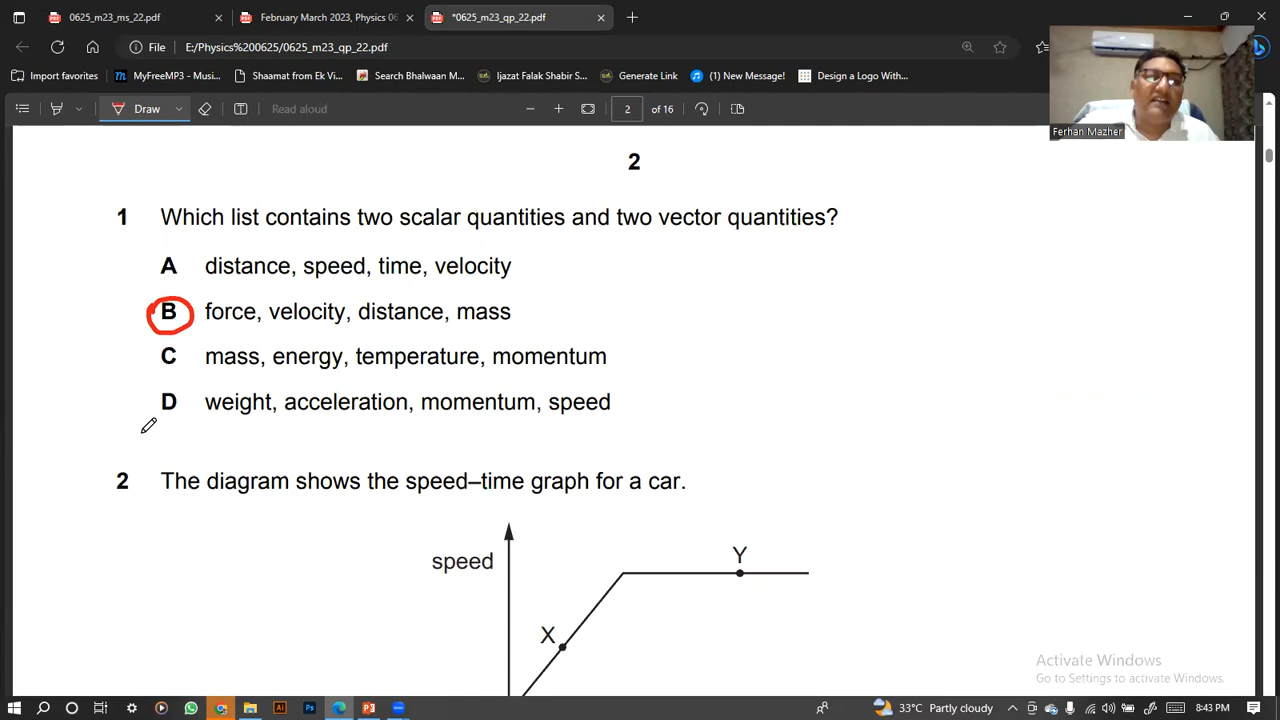 0625_m23_ms_22.pdf
February March 2023, Physics 06
*0625_m23_qp_22.pdf
File
E:/Physics%200625/0625_m23_qp_22.pdf
Import favorites
MyFreeMP3 - Musi...
Shaamat from Ek Vi...
Search Bhalwaan M...
Ijazat Falak Shabir S...
Generate Link
(1) New Message!
Design a Logo With...
Draw
Read aloud
2
of 16
Ferhan Mazher
2
1 Which list contains two scalar quantities and two vector quantities?
A distance, speed, time, velocity
B force, velocity, distance, mass
C mass, energy, temperature, momentum
D weight, acceleration, momentum, speed
2 The diagram shows the speed–time graph for a car.
speed
Y
X
Activate Windows
Go to Settings to activate Windows.
33°C Partly cloudy
8:43 PM